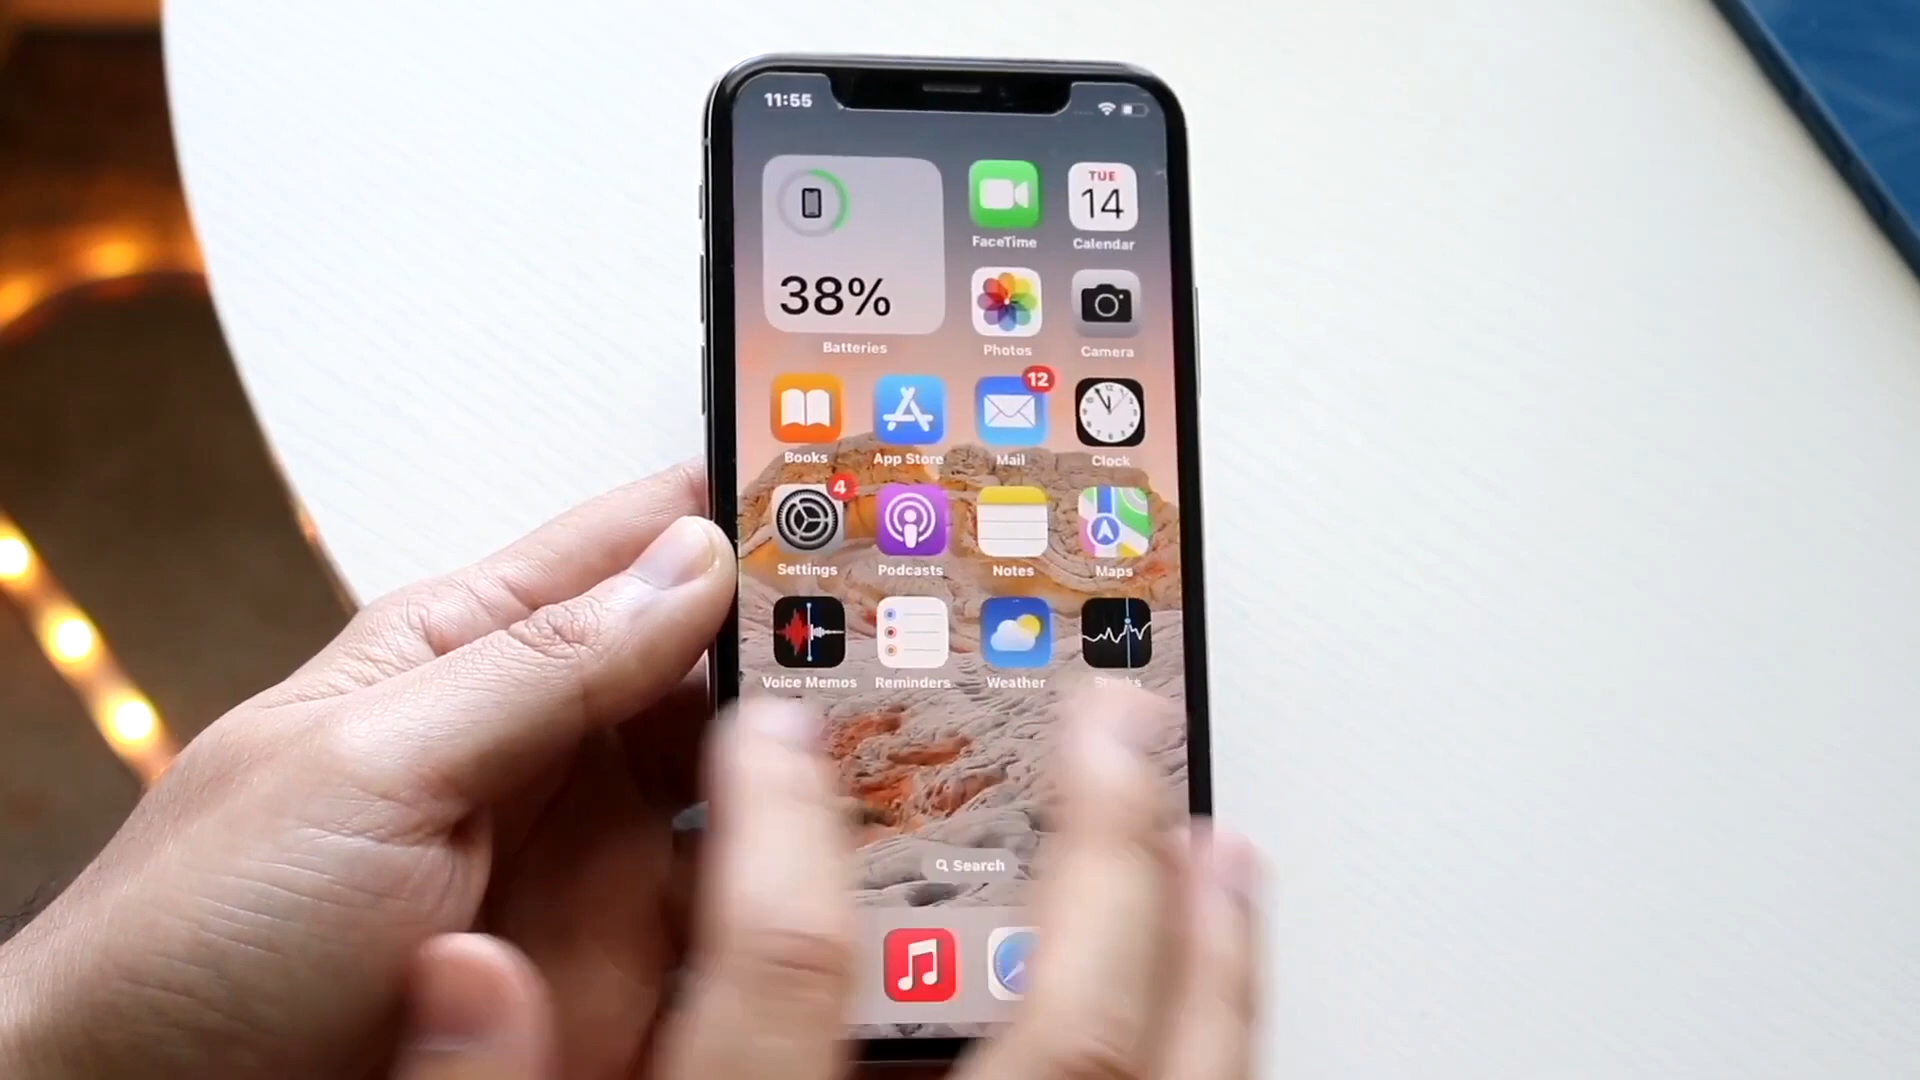 11:55
TUE
14
FaceTime
Calendar
38%
Batteries
Photos
Camera
12
Books
App Store
Mail
Clock
4
Settings
Podcasts
Notes
Maps
Voice Memos
Reminders
Weather
Stocks
Search